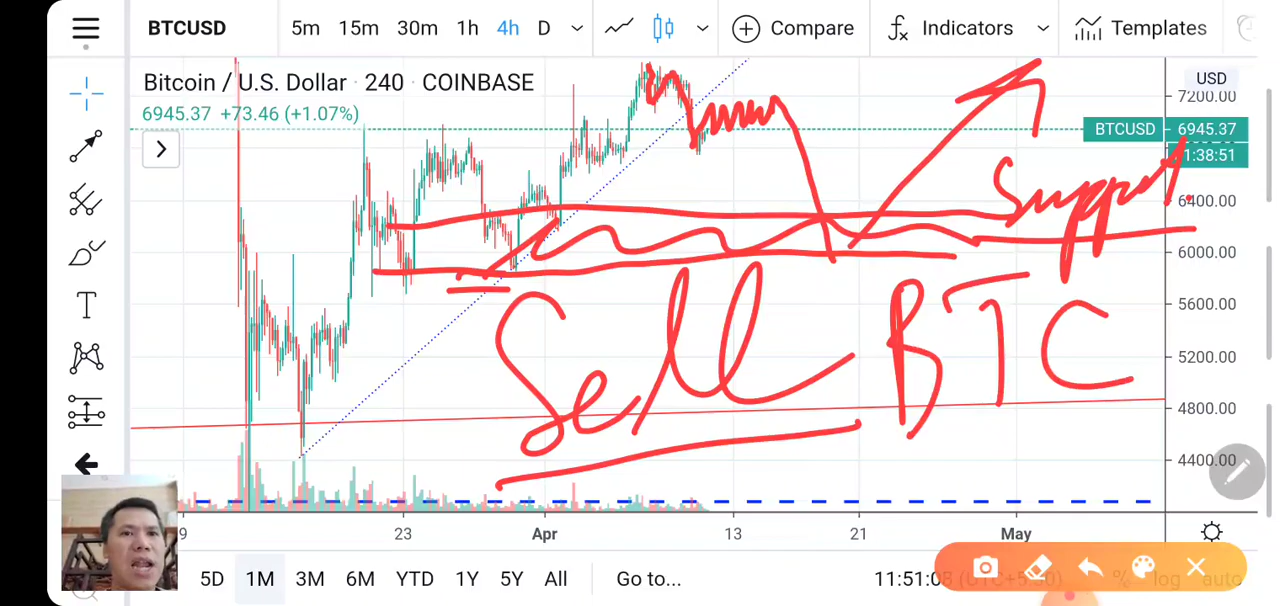 BTCUSD 5m 15m 30m 1h 4h D Compare Indicators Templates
Bitcoin / U.S. Dollar · 240 · COINBASE
USD
6945.37 +73.46 (+1.07%)
7200.00
BTCUSD 6945.37
1:38:51
Support
6400.00
6000.00
Sell BTC
5600.00
5200.00
4800.00
4400.00
9 23 Apr 13 21 May
5D 1M 3M 6M YTD 1Y 5Y All Go to... 11:51:08 % log auto